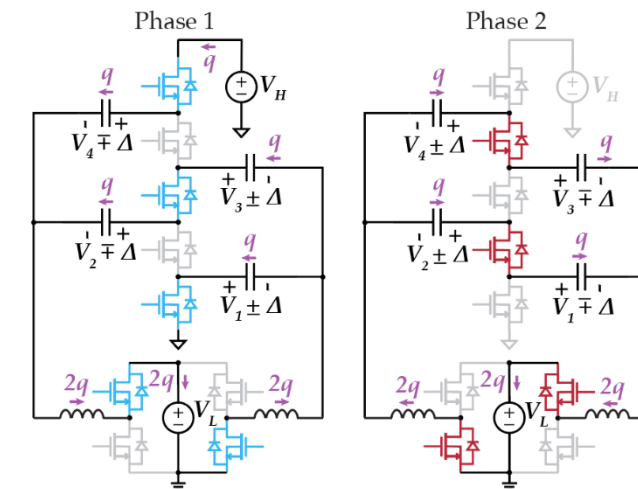 Phase 1
Phase 2
q
q
V_H
V_H
q
q
V_4 ∓ Δ
V_4 ± Δ
q
q
V_3 ± Δ
V_3 ∓ Δ
q
q
V_2 ∓ Δ
V_2 ± Δ
q
q
V_1 ± Δ
V_1 ∓ Δ
2q
2q
2q
V_L
2q
2q
2q
V_L